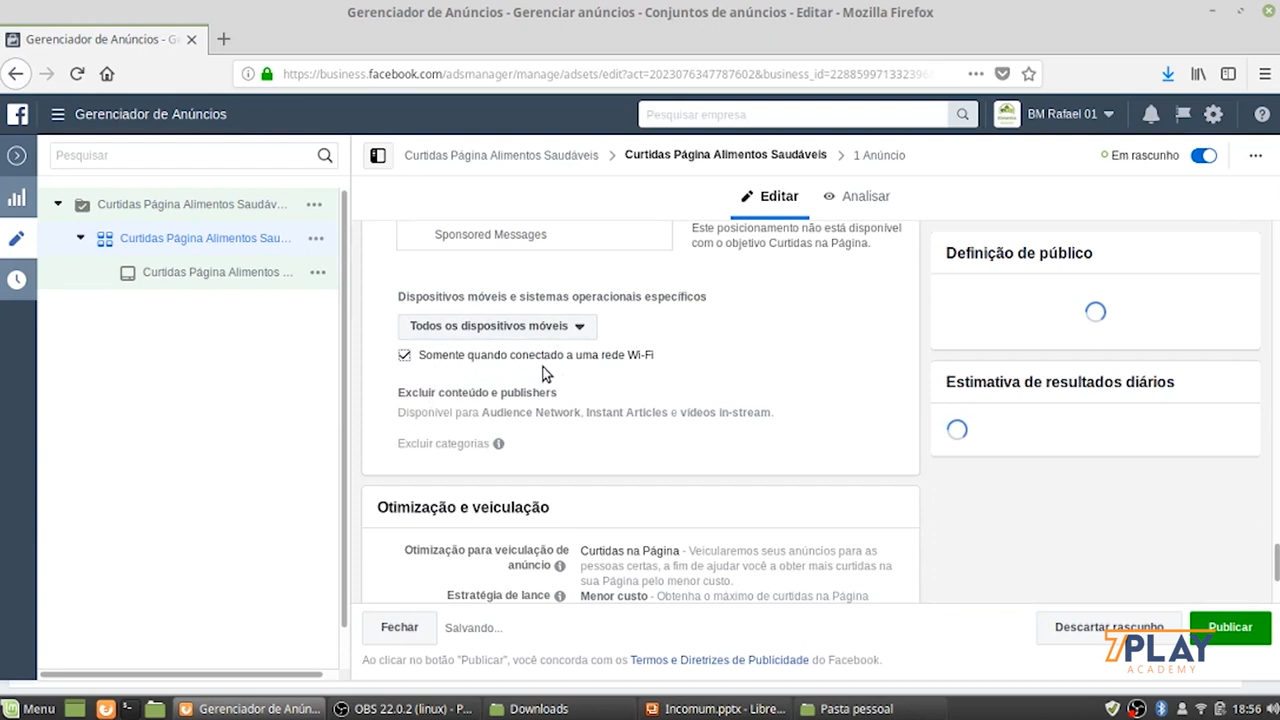 Gerenciador de Anúncios - Gerenciar anúncios - Conjuntos de anúncios - Editar - Mozilla Firefox
Gerenciador de Anúncios - G
https://business.facebook.com/adsmanager/manage/adsets/edit?act=2023076347787602&business_id=228859971332396
Gerenciador de Anúncios
Pesquisar empresa
BM Rafael 01
Pesquisar
Curtidas Página Alimentos Saudáveis
Curtidas Página Alimentos Saudáveis
1 Anúncio
Em rascunho
Editar
Analisar
Curtidas Página Alimentos Saudáv...
Curtidas Página Alimentos Sau...
Curtidas Página Alimentos ...
Sponsored Messages
Este posicionamento não está disponível
com o objetivo Curtidas na Página.
Dispositivos móveis e sistemas operacionais específicos
Todos os dispositivos móveis
Somente quando conectado a uma rede Wi-Fi
Excluir conteúdo e publishers
Disponível para Audience Network, Instant Articles e vídeos in-stream.
Excluir categorias
Definição de público
Estimativa de resultados diários
Otimização e veiculação
Otimização para veiculação de
anúncio
Curtidas na Página - Veicularemos seus anúncios para as
pessoas certas, a fim de ajudar você a obter mais curtidas na
sua Página pelo menor custo.
Estratégia de lance
Menor custo - Obtenha o máximo de curtidas na Página
Fechar
Salvando...
Descartar rascunho
Publicar
Ao clicar no botão "Publicar", você concorda com os Termos e Diretrizes de Publicidade do Facebook.
7PLAY
ACADEMY
Menu
Gerenciador de Anún...
OBS 22.0.2 (linux) - P...
Downloads
Incomum.pptx - Libre...
Pasta pessoal
18:56